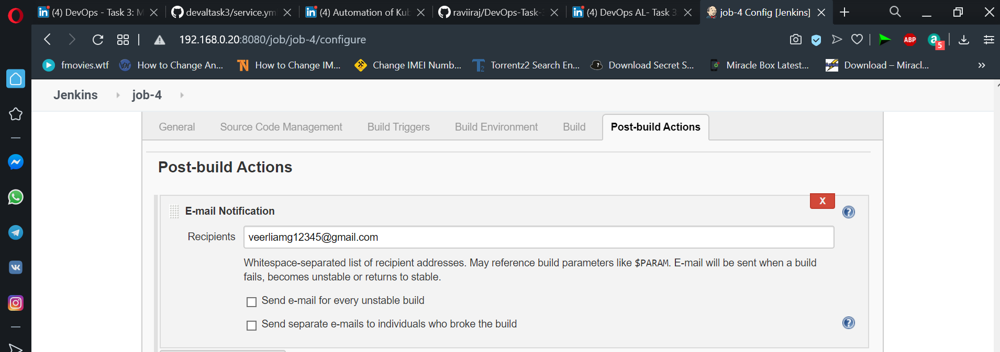 (4) DevOps - Task 3: M
devaltask3/service.ym
(4) Automation of Kub
raviiraj/DevOps-Task-3
(4) DevOps AL- Task 3
job-4 Config [Jenkins]
192.168.0.20:8080/job/job-4/configure
ABP
a
5
fmovies.wtf
How to Change An...
How to Change IM...
Change IMEI Numb...
Torrentz2 Search En...
Download Secret S...
Miracle Box Latest...
Download – Miracl...
Jenkins
job-4
General
Source Code Management
Build Triggers
Build Environment
Build
Post-build Actions
Post-build Actions
X
E-mail Notification
Recipients
veerliamg12345@gmail.com
Whitespace-separated list of recipient addresses. May reference build parameters like $PARAM. E-mail will be sent when a build
fails, becomes unstable or returns to stable.
Send e-mail for every unstable build
Send separate e-mails to individuals who broke the build